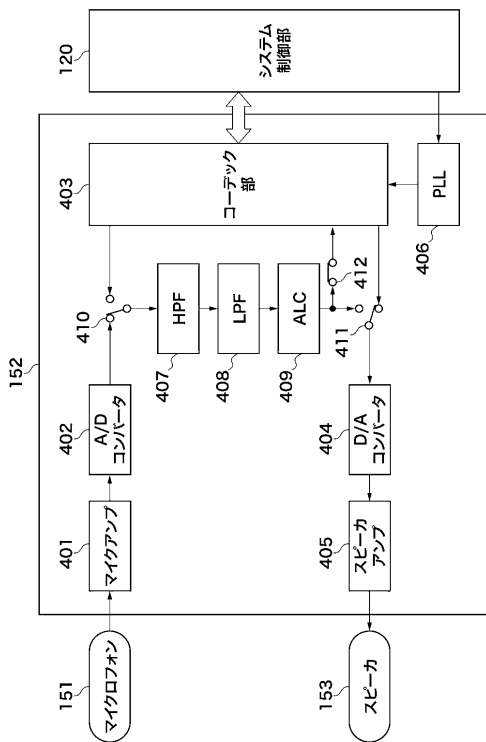 151
マイクロフォン
152
401
マイクアンプ
402
A/D
コンバータ
410
403
コーデック
部
120
システム
制御部
HPF
407
LPF
408
ALC
409
412
411
PLL
406
404
D/A
コンバータ
405
スピーカ
アンプ
153
スピーカ